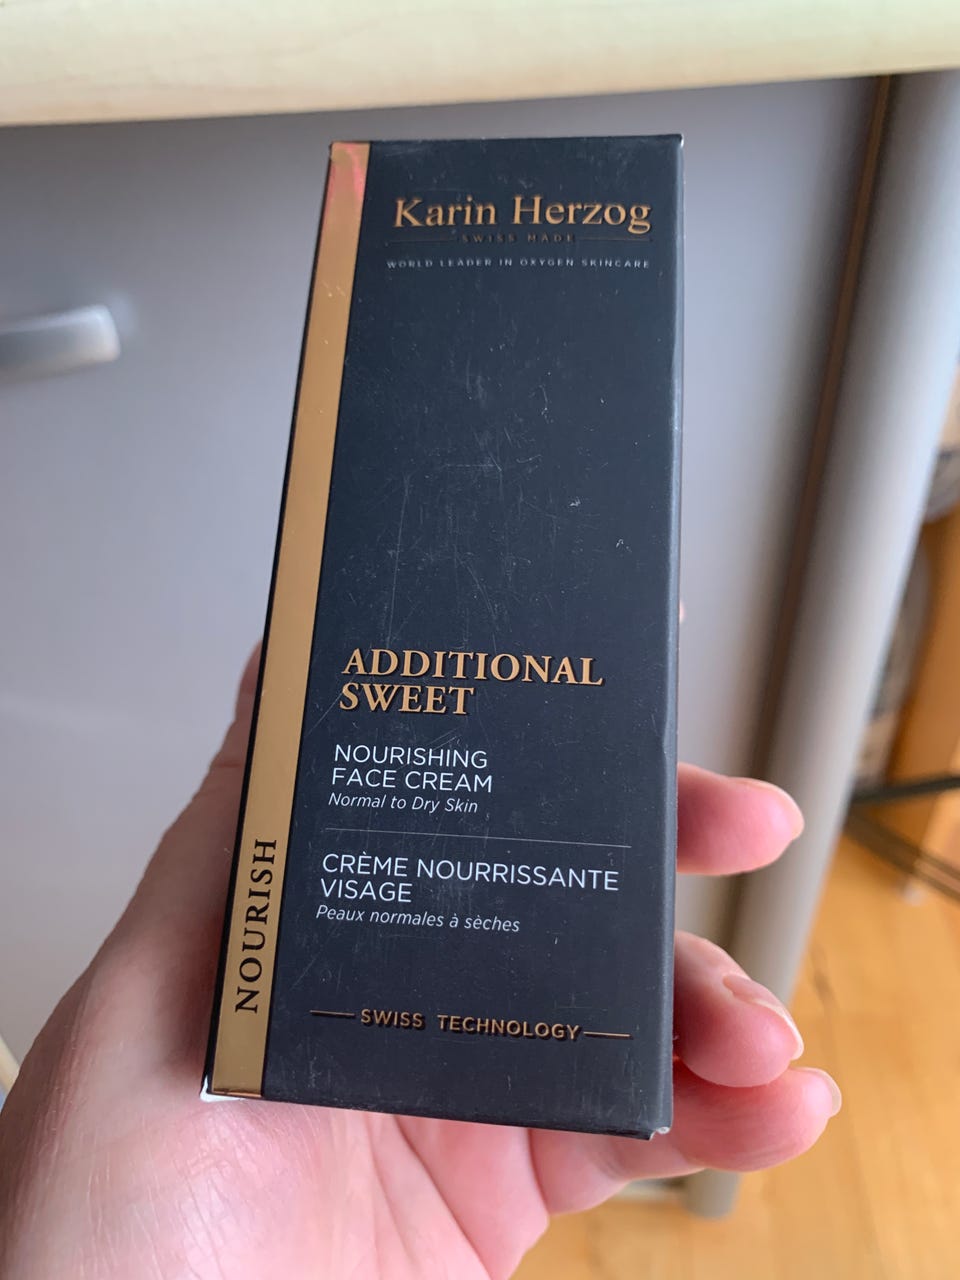 Karin Herzog
SWISS MADE
WORLD LEADER IN OXYGEN SKINCARE
ADDITIONAL
SWEET
NOURISHING
FACE CREAM
Normal to Dry Skin
CRÈME NOURRISSANTE
VISAGE
Peaux normales à sèches
SWISS TECHNOLOGY
NOURISH